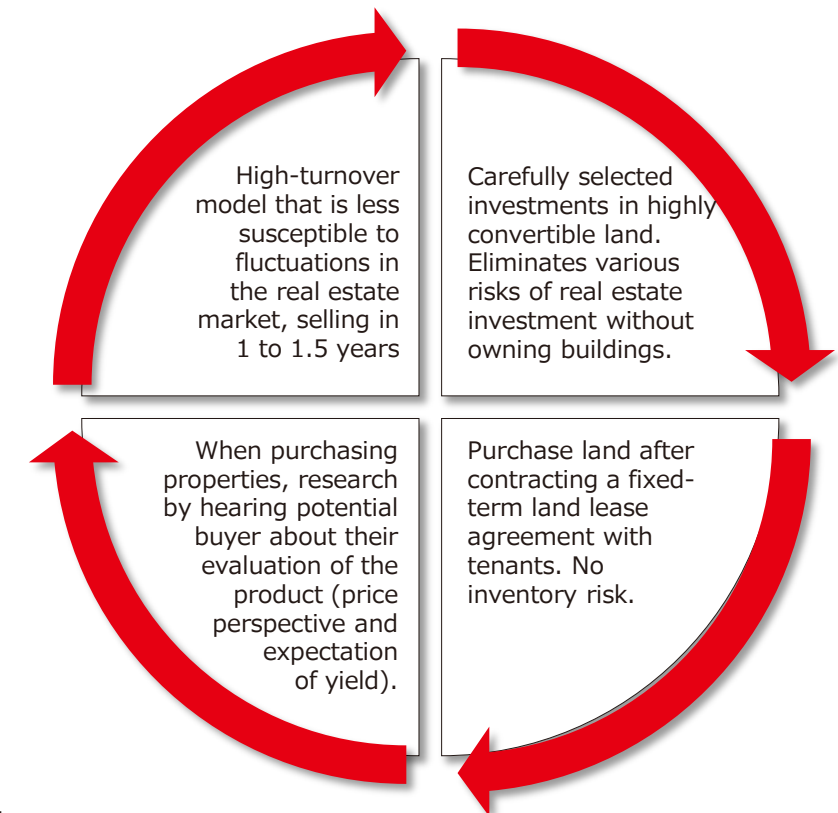 High-turnover
model that is less
susceptible to
fluctuations in
the real estate
market, selling in
1 to 1.5 years
Carefully selected
investments in highly
convertible land.
Eliminates various
risks of real estate
investment without
owning buildings.
When purchasing
properties, research
by hearing potential
buyer about their
evaluation of the
product (price
perspective and
expectation
of yield).
Purchase land after
contracting a fixed-
term land lease
agreement with
tenants. No
inventory risk.